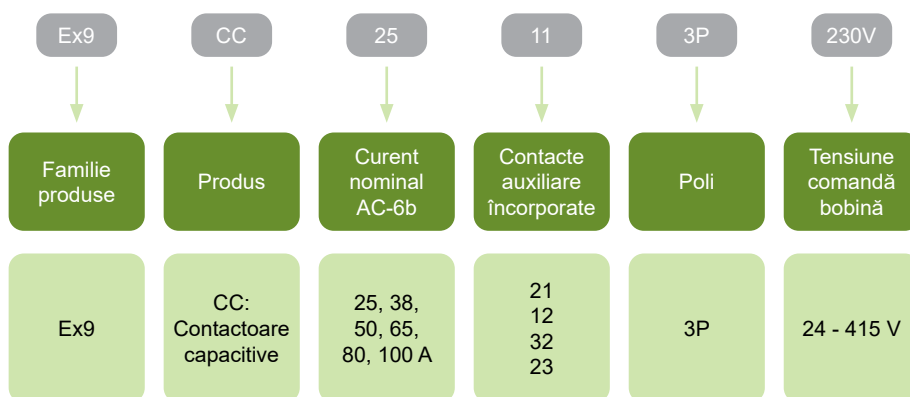 Ex9
CC
25
11
3P
230V
Familie
produse
Produs
Curent
nominal
AC-6b
Contacte
auxiliare
încorporate
Poli
Tensiune
comandă
bobină
Ex9
CC:
Contactoare
capacitive
25, 38,
50, 65,
80, 100 A
21
12
32
23
3P
24 - 415 V